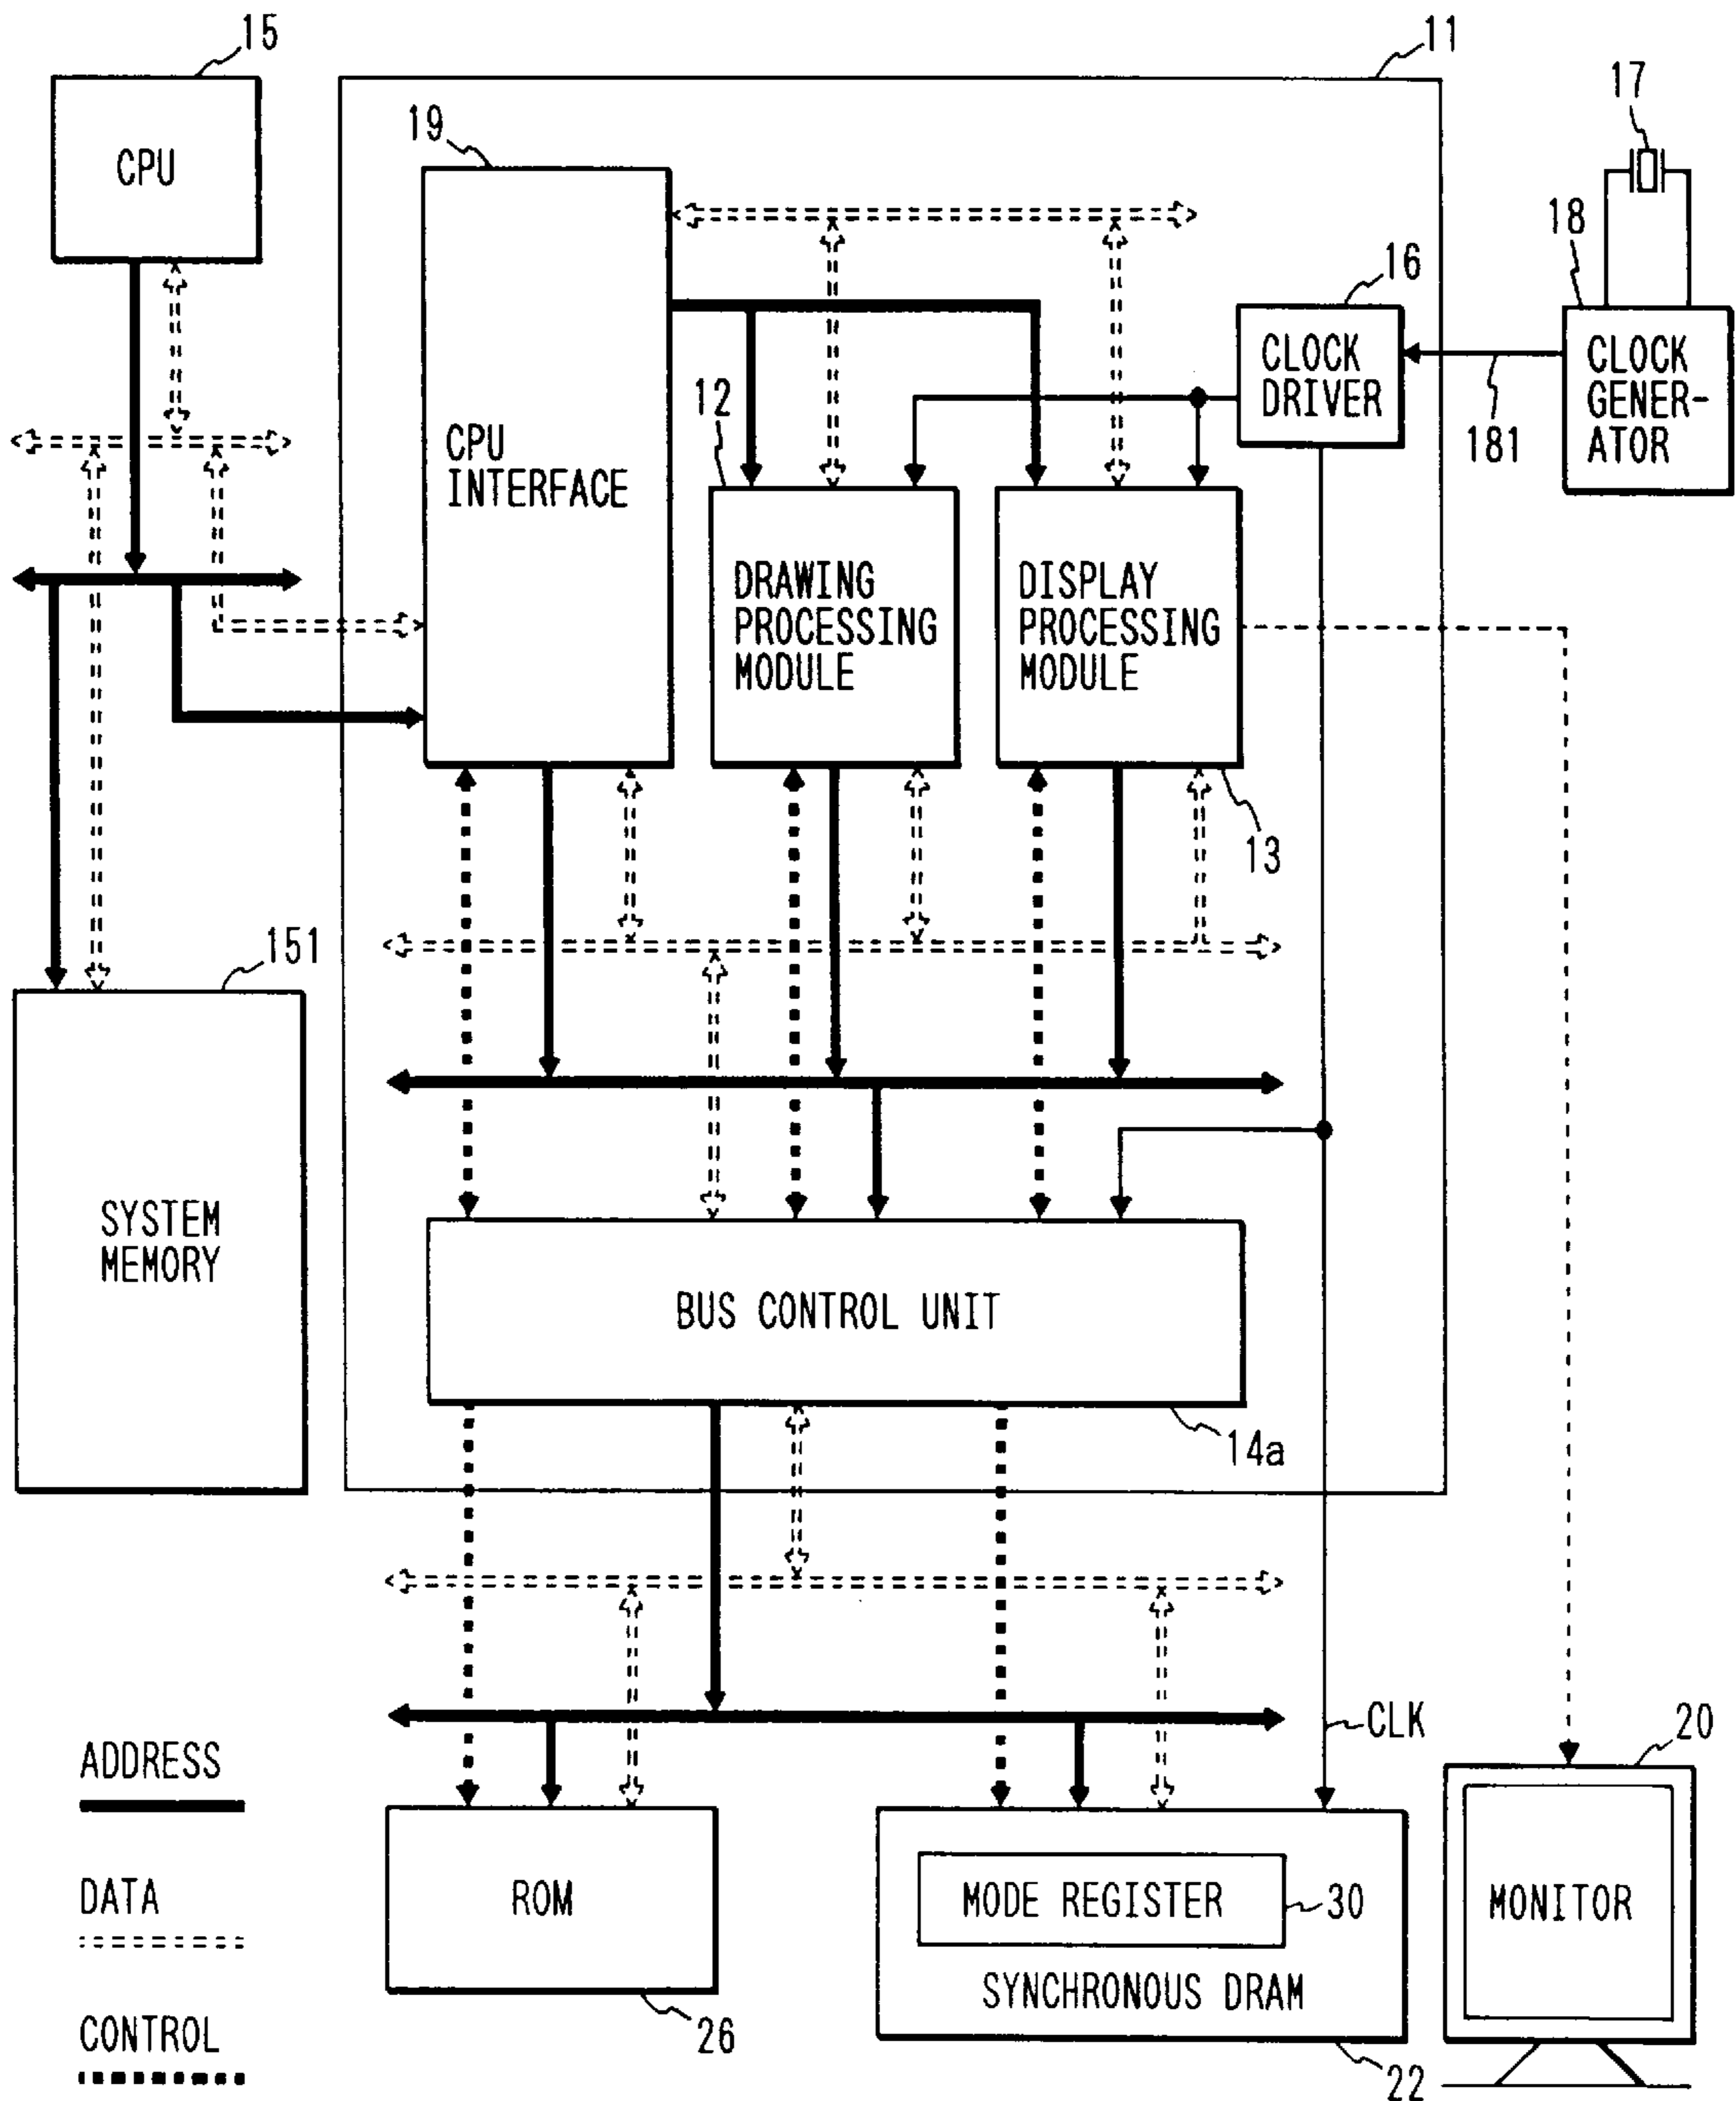 15
11
17
CPU
19
18
16
CLOCK
DRIVER
CLOCK
GENER-
ATOR
181
12
CPU
INTERFACE
DRAWING
PROCESSING
MODULE
DISPLAY
PROCESSING
MODULE
13
151
SYSTEM
MEMORY
BUS CONTROL UNIT
14a
CLK
20
ADDRESS
DATA
CONTROL
ROM
26
MODE REGISTER
30
SYNCHRONOUS DRAM
22
MONITOR